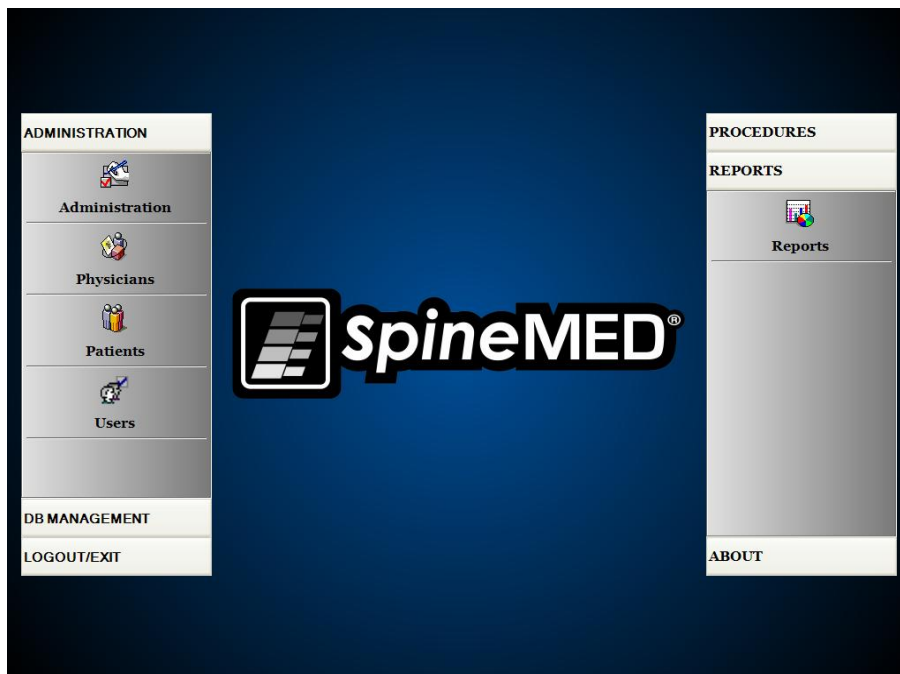 ADMINISTRATION
Administration
Physicians
Patients
Users
DB MANAGEMENT
LOGOUT/EXIT
SpineMED®
PROCEDURES
REPORTS
Reports
ABOUT